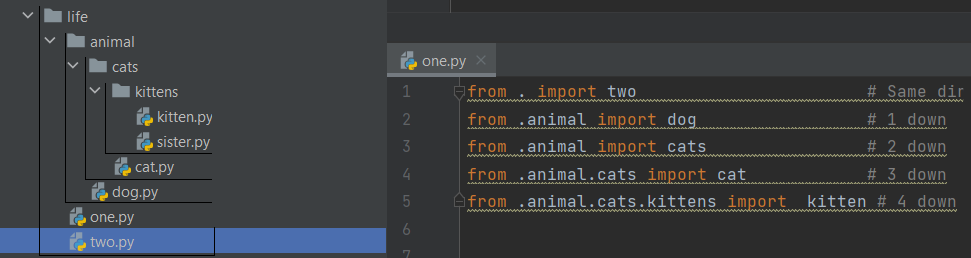 life
animal
cats
kittens
kitten.py
sister.py
cat.py
dog.py
one.py
two.py
one.py
1 from . import two # Same dir
2 from .animal import dog # 1 down
3 from .animal import cats # 2 down
4 from .animal.cats import cat # 3 down
5 from .animal.cats.kittens import  kitten # 4 down
6
7